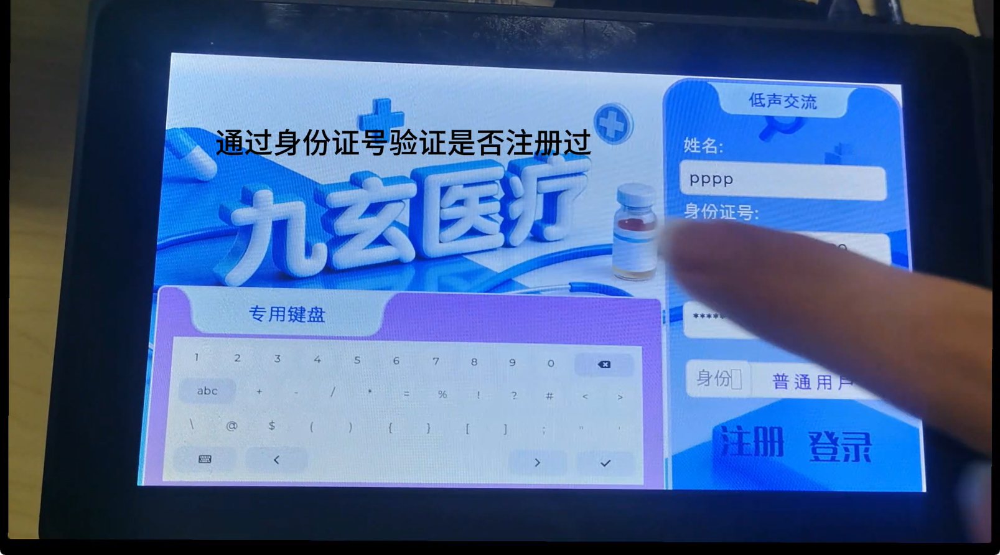 低声交流
通过身份证号验证是否注册过
姓名:
pppp
九玄医疗
身份证号:
专用键盘
*****
1 2 3 4 5 6 7 8 9 0
身份
普通用户
abc + - / * = % ! ? # < >
\ @ $ ( ) { } [ ] ; " '
注册 登录